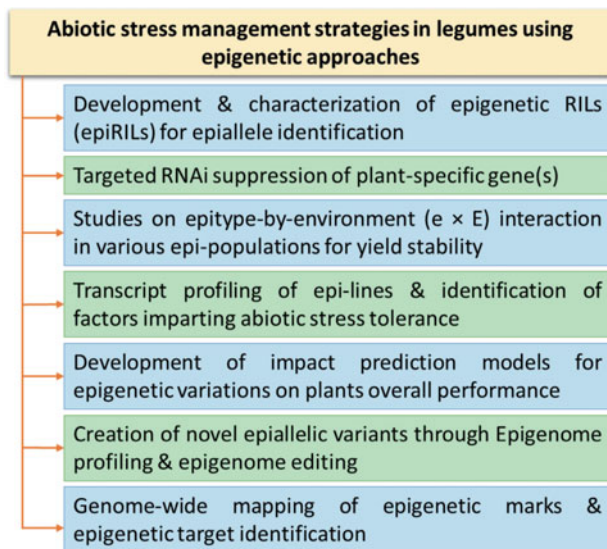 Abiotic stress management strategies in legumes using
epigenetic approaches
Development & characterization of epigenetic RILs
(epiRILs) for epiallele identification
Targeted RNAi suppression of plant-specific gene(s)
Studies on epitype-by-environment (e × E) interaction
in various epi-populations for yield stability
Transcript profiling of epi-lines & identification of
factors imparting abiotic stress tolerance
Development of impact prediction models for
epigenetic variations on plants overall performance
Creation of novel epiallelic variants through Epigenome
profiling & epigenome editing
Genome-wide mapping of epigenetic marks &
epigenetic target identification